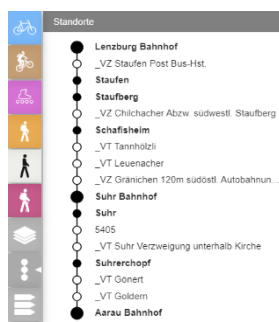 Standorte
Lenzburg Bahnhof
_VZ Staufen Post Bus-Hst.
Staufen
Staufberg
_VZ Chilchacher Abzw. südwestl. Staufberg
Schafisheim
_VT Tannhölzli
_VT Leuenacher
_VZ Gränichen 120m südöstl. Autobahnun...
Suhr Bahnhof
Suhr
5405
_VT Suhr Verzweigung unterhalb Kirche
Suhrerchopf
_VT Gönert
_VT Goldern
Aarau Bahnhof